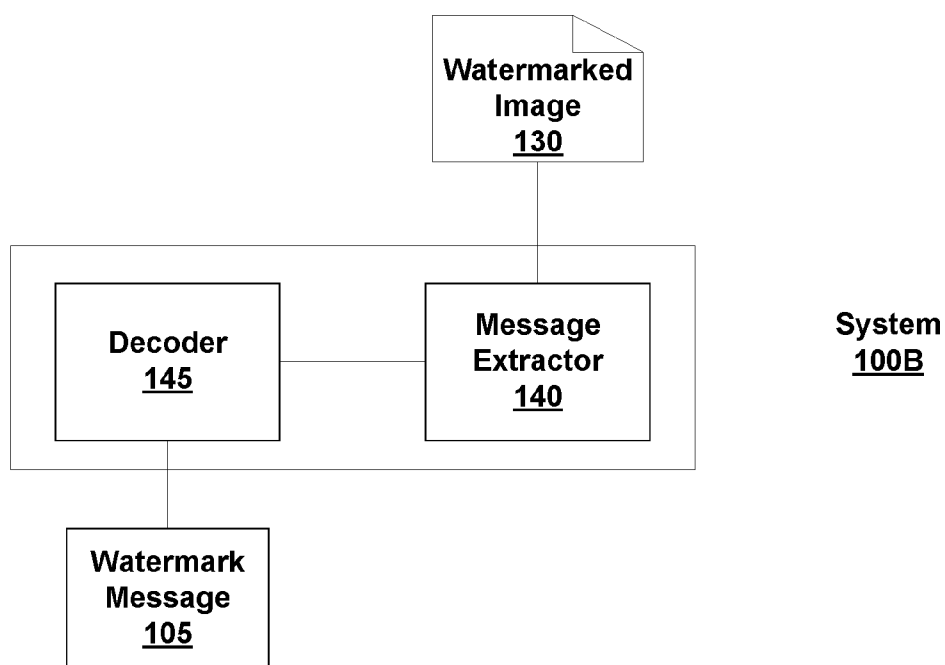 Watermarked
Image
130
Decoder
145
Message
Extractor
140
System
100B
Watermark
Message
105